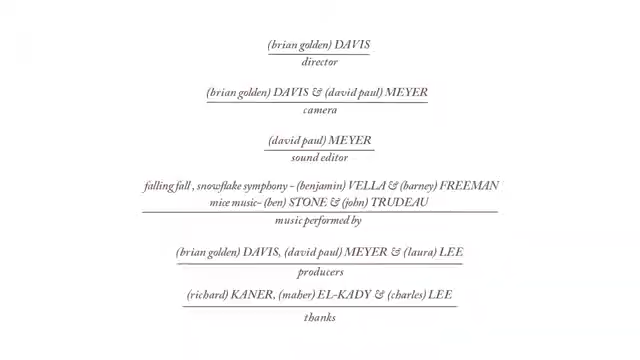 (brian golden) DAVIS
director
(brian golden) DAVIS & (david paul) MEYER
camera
(david paul) MEYER
sound editor
falling fall , snowflake symphony - (benjamin) VELLA & (barney) FREEMAN
mice music- (ben) STONE & (john) TRUDEAU
music performed by
(brian golden) DAVIS, (david paul) MEYER & (laura) LEE
producers
(richard) KANER, (maher) EL-KADY & (charles) LEE
thanks